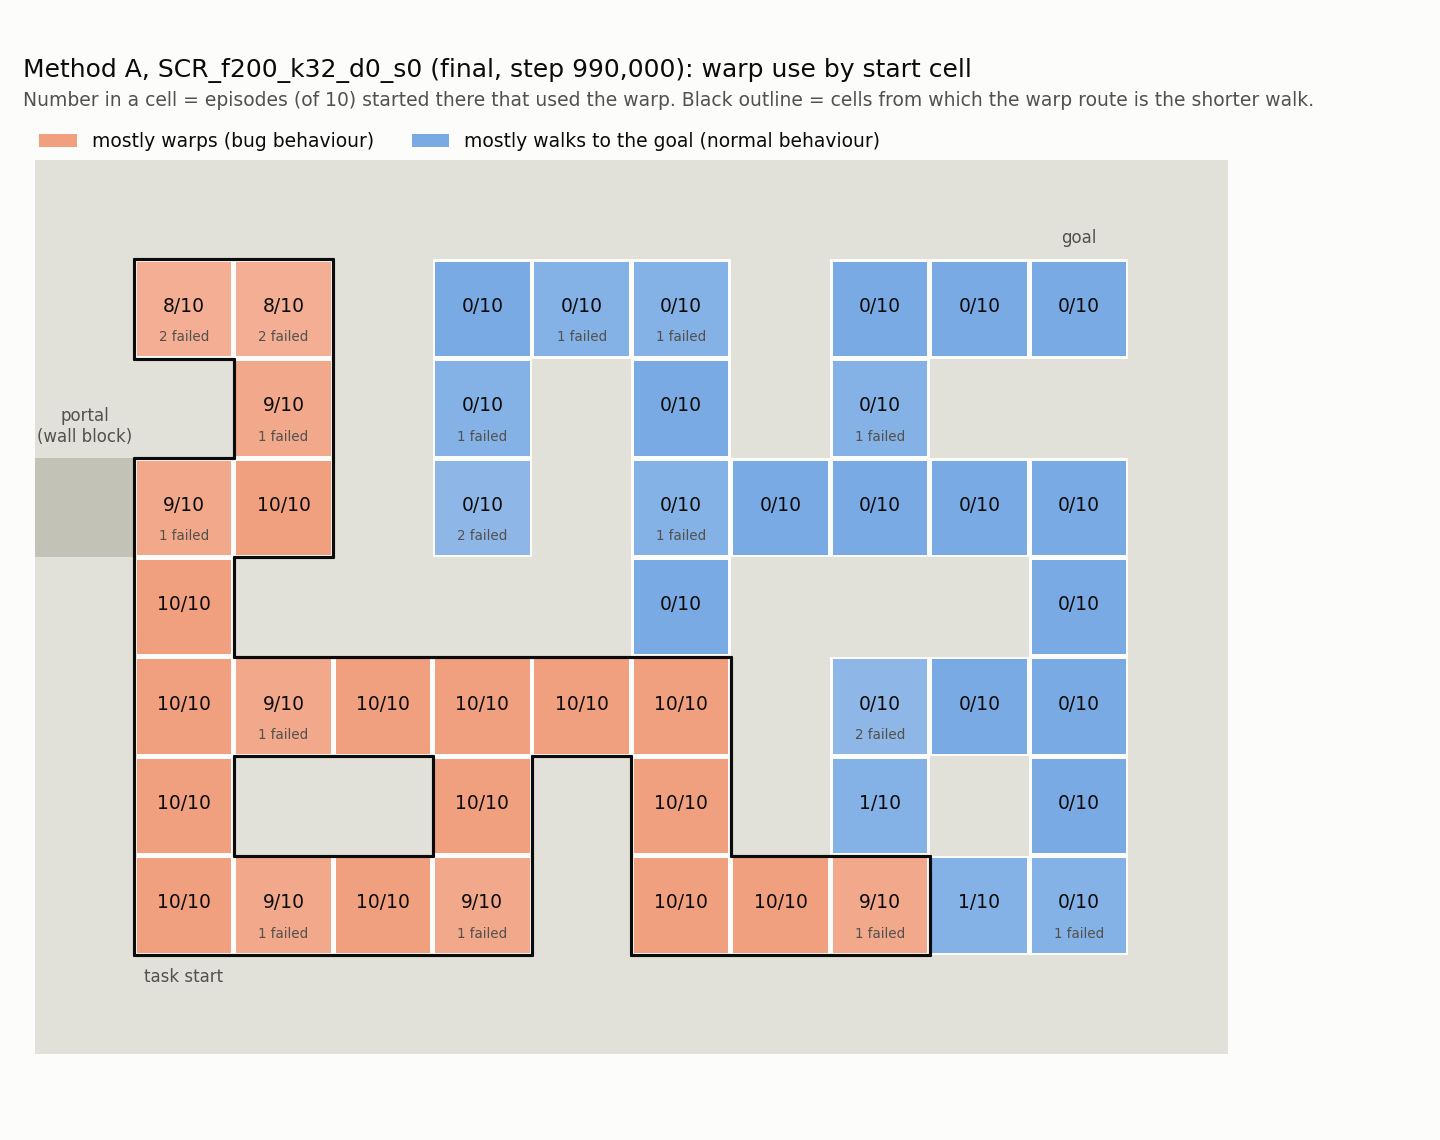 Method A, SCR_f200_k32_d0_s0 (final, step 990,000): warp use by start cell
Number in a cell = episodes (of 10) started there that used the warp. Black outline = cells from which the warp route is the shorter walk.
mostly warps (bug behaviour) mostly walks to the goal (normal behaviour)
goal
8/10 8/10 0/10 0/10 0/10 0/10 0/10 0/10
2 failed 2 failed 1 failed 1 failed
9/10 0/10 0/10 0/10
portal
(wall block)
1 failed 1 failed 1 failed
9/10 10/10 0/10 0/10 0/10 0/10 0/10 0/10
1 failed 2 failed 1 failed
10/10 0/10 0/10
10/10 9/10 10/10 10/10 10/10 10/10 0/10 0/10 0/10
1 failed 2 failed
10/10 10/10 10/10 1/10 0/10
10/10 9/10 10/10 9/10 10/10 10/10 9/10 1/10 0/10
1 failed 1 failed 1 failed 1 failed
task start